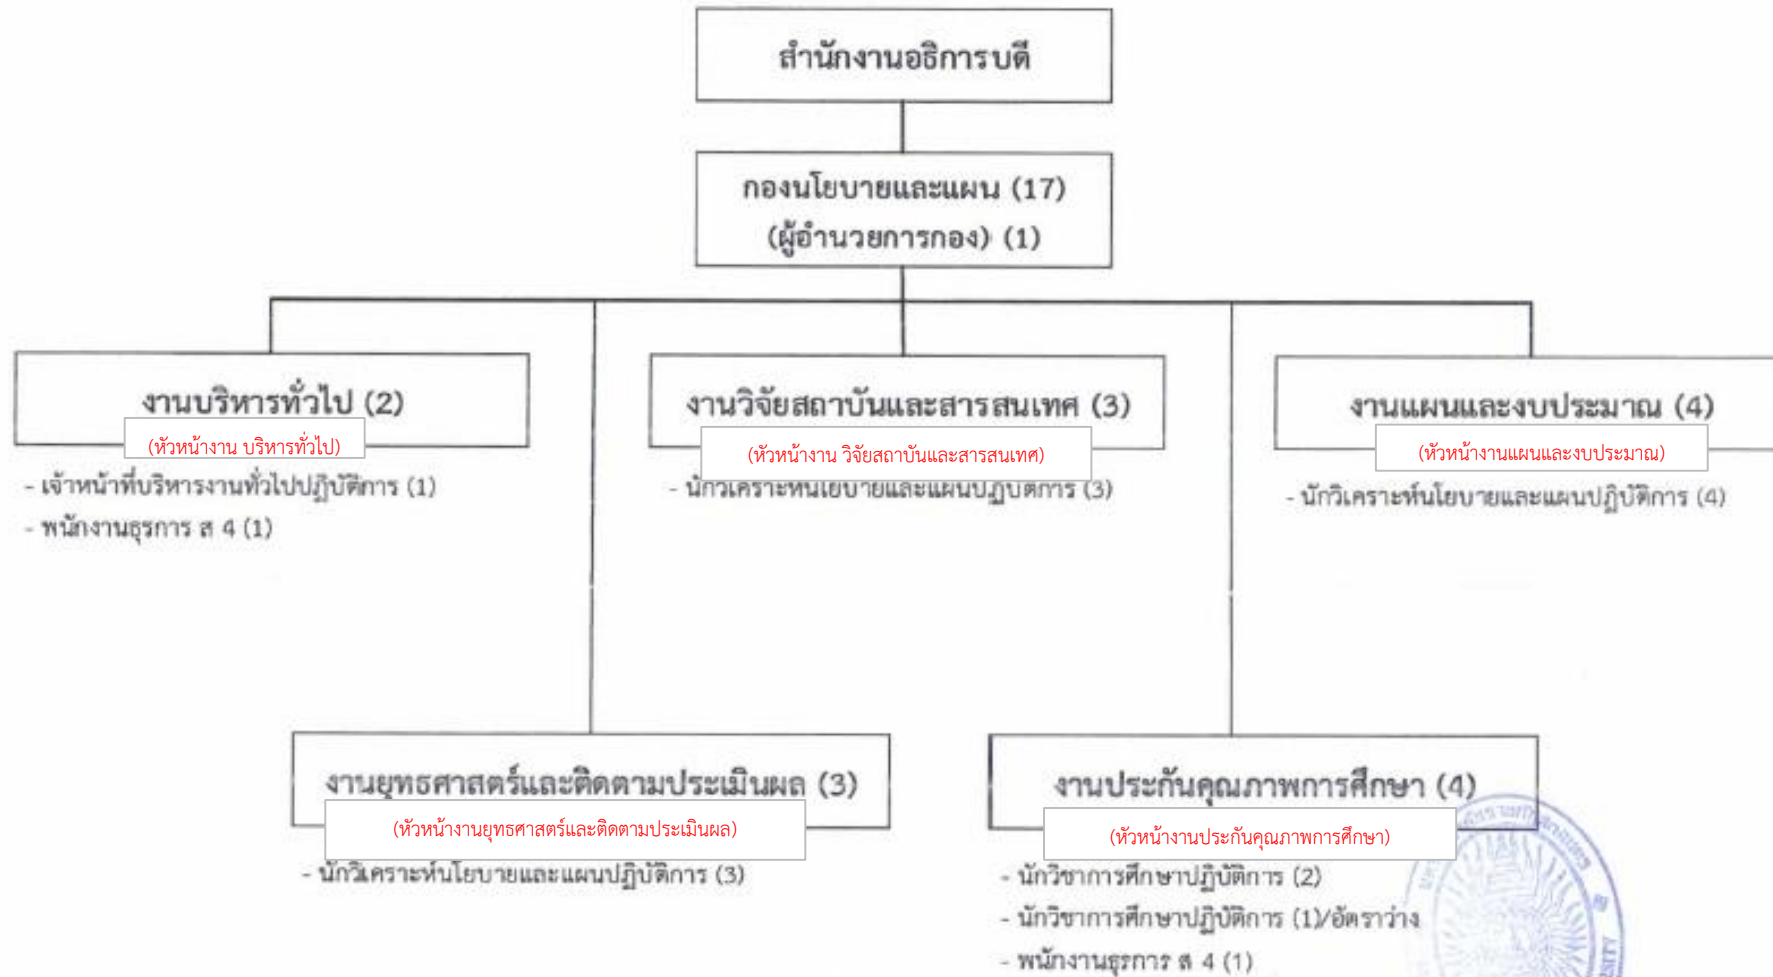 สำนักงานอธิการบดี
กองนโยบายและแผน (17)
(ผู้อำนวยการกอง) (1)
งานบริหารทั่วไป (2)
(หัวหน้างาน บริหารทั่วไป)
- เจ้าหน้าที่บริหารงานทั่วไปปฏิบัติการ (1)
- พนักงานธุรการ ส 4 (1)
งานวิจัยสถาบันและสารสนเทศ (3)
(หัวหน้างาน วิจัยสถาบันและสารสนเทศ)
- นักวิเคราะห์นโยบายและแผนปฏิบัติการ (3)
งานแผนและงบประมาณ (4)
(หัวหน้างานแผนและงบประมาณ)
- นักวิเคราะห์นโยบายและแผนปฏิบัติการ (4)
งานยุทธศาสตร์และติดตามประเมินผล (3)
(หัวหน้างานยุทธศาสตร์และติดตามประเมินผล)
- นักวิเคราะห์นโยบายและแผนปฏิบัติการ (3)
งานประกันคุณภาพการศึกษา (4)
(หัวหน้างานประกันคุณภาพการศึกษา)
- นักวิชาการศึกษาปฏิบัติการ (2)
- นักวิชาการศึกษาปฏิบัติการ (1)/อัตราว่าง
- พนักงานธุรการ ส 4 (1)